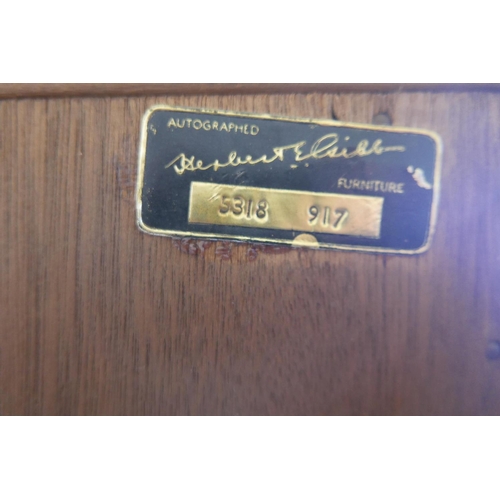 AUTOGRAPHED
Herbert E. Gibbs
FURNITURE
5318 917